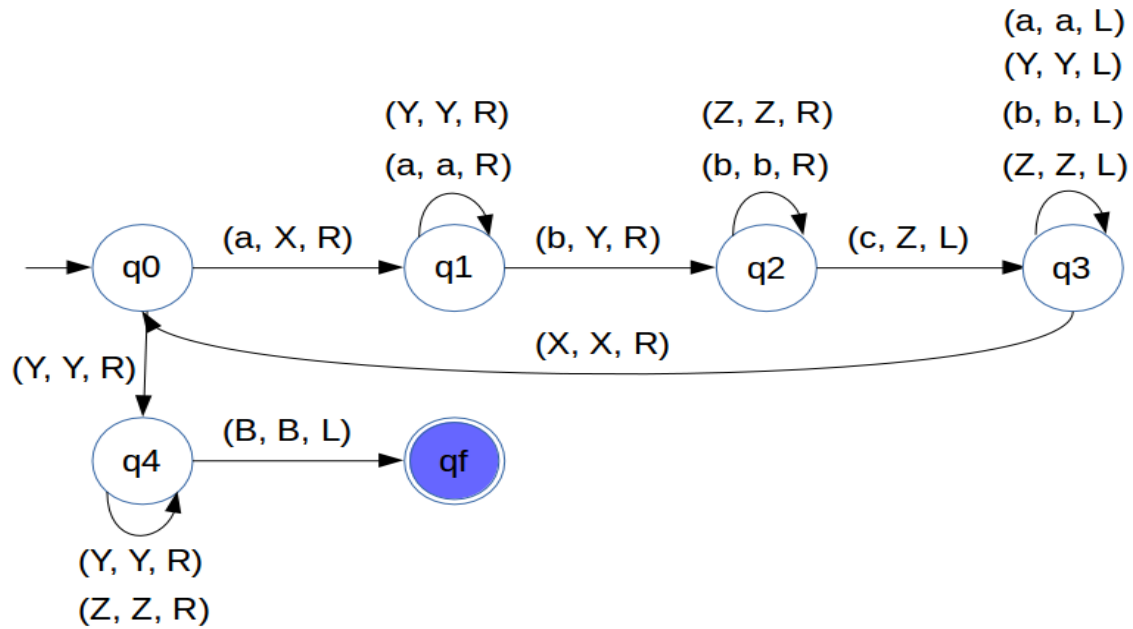 (a, a, L)
(Y, Y, L)
(Y, Y, R)
(Z, Z, R)
(b, b, L)
(a, a, R)
(b, b, R)
(Z, Z, L)
(a, X, R)
(b, Y, R)
(c, Z, L)
q0
q1
q2
q3
(X, X, R)
(Y, Y, R)
(B, B, L)
q4
qf
(Y, Y, R)
(Z, Z, R)